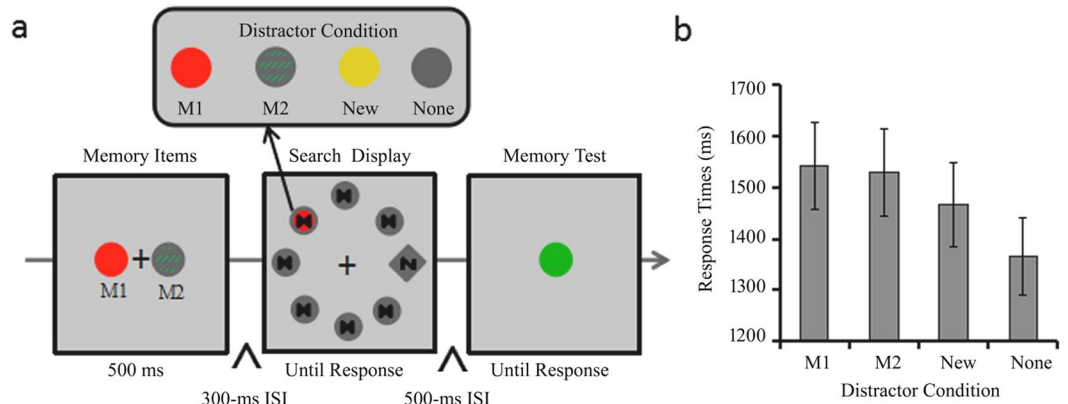 a
Distractor Condition
M1 M2 New None
Memory Items Search Display Memory Test
M1 M2
Z
500 ms Until Response Until Response
300-ms ISI 500-ms ISI
b
Response Times (ms)
1700
1600
1500
1400
1300
1200
M1 M2 New None
Distractor Condition